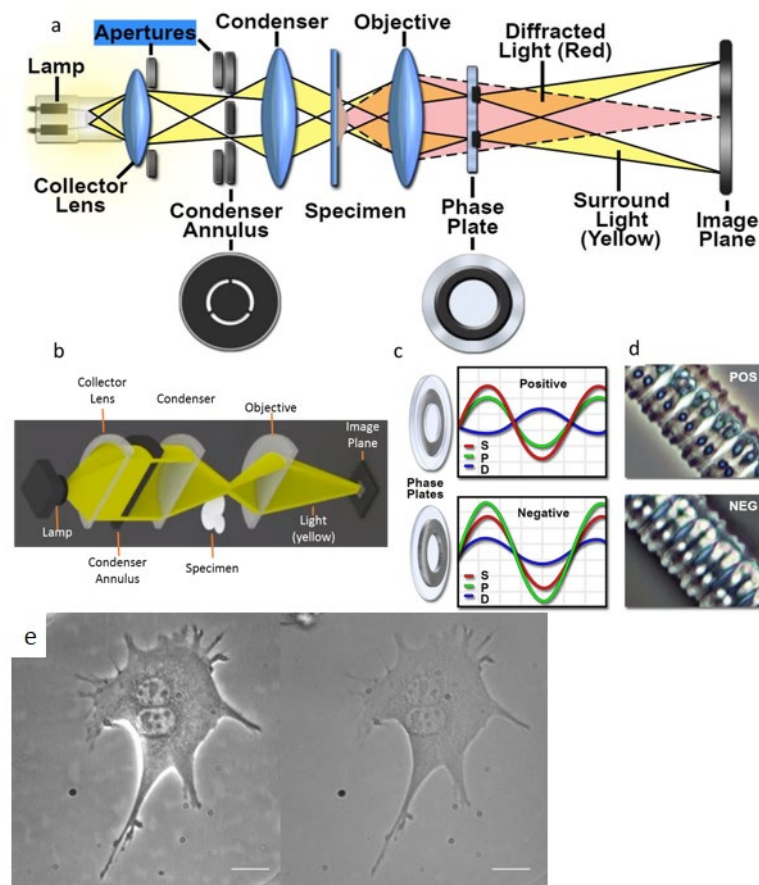 a
Apertures
Condenser
Objective
Diffracted
Light (Red)
Lamp
Collector
Lens
Condenser
Annulus
Specimen
Phase
Plate
Surround
Light
(Yellow)
Image
Plane
b
Collector
Lens
Condenser
Objective
Image
Plane
Lamp
Condenser
Annulus
Specimen
Light
(yellow)
c
Positive
S
P
D
Phase
Plates
Negative
S
P
D
d
POS
NEG
e